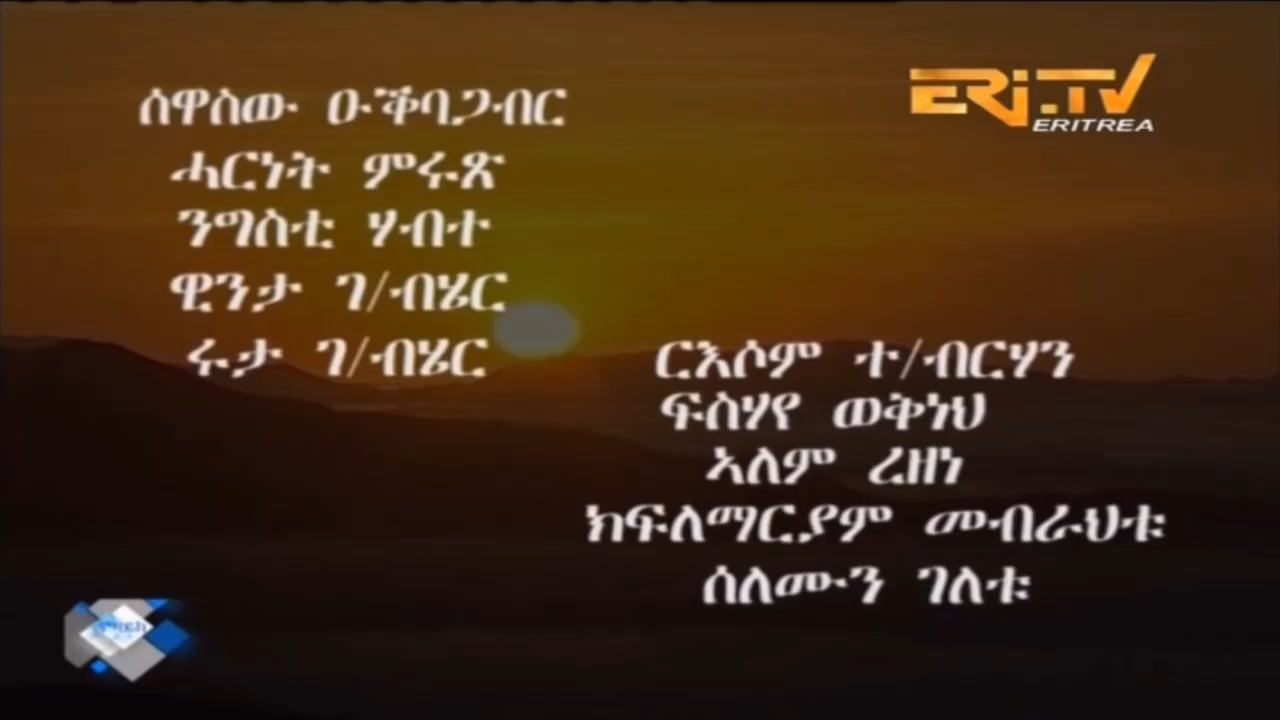 ERi.TV
ERITREA
ሰዋስው ዑቕባጋብር
ሓርነት ምሩጽ
ንግስቲ ሃብተ
ዊንታ ገ/ብሄር
ሩታ ገ/ብሄር
ርእሶም ተ/ብርሃን
ፍስሃየ ወቅነህ
ኣለም ረዘነ
ክፍለማርያም መብራህቱ
ሰለሙን ገለቱ